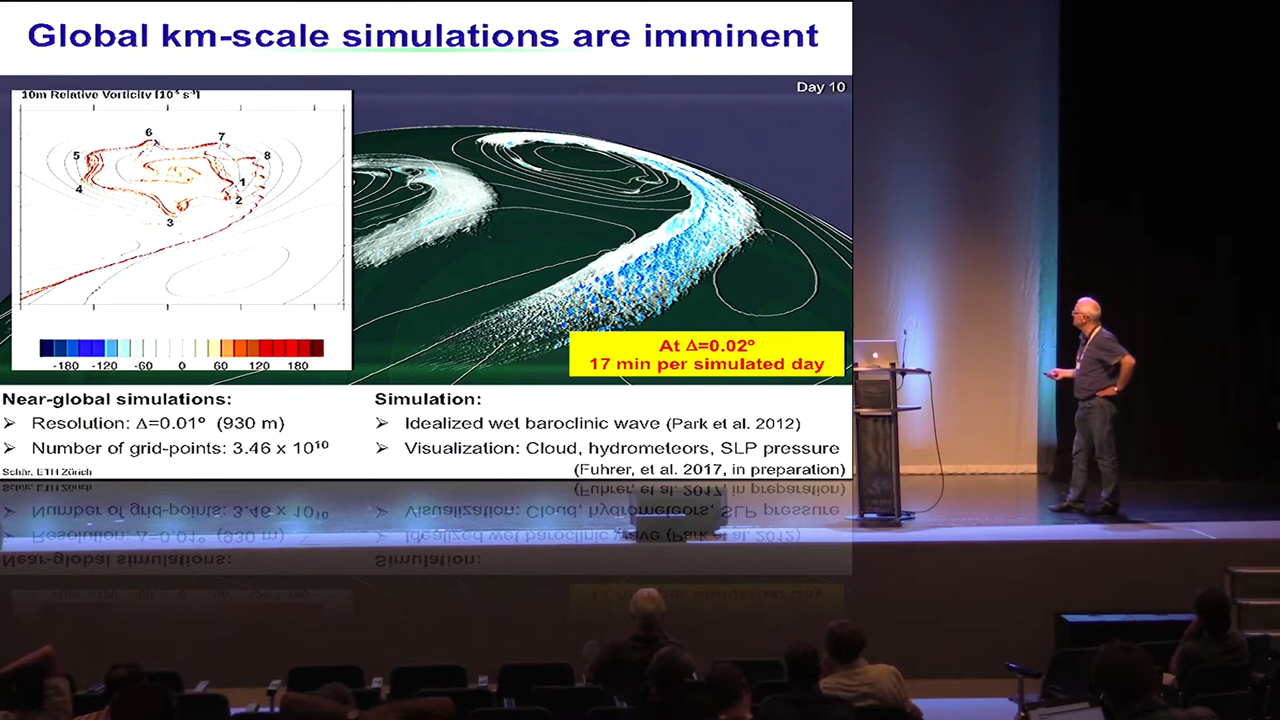 Global km-scale simulations are imminent
Day 10
10m Relative Vorticity [10⁻⁵ s⁻¹]
6
7
5
8
4
1
2
3
-180 -120 -60 0 60 120 180
At Δ=0.02º
17 min per simulated day
Near-global simulations:
➢ Resolution: Δ=0.01º (930 m)
➢ Number of grid-points: 3.46 x 10¹⁰
Schär, ETH Zürich
Simulation:
➢ Idealized wet baroclinic wave (Park et al. 2012)
➢ Visualization: Cloud, hydrometeors, SLP pressure
(Fuhrer, et al. 2017, in preparation)